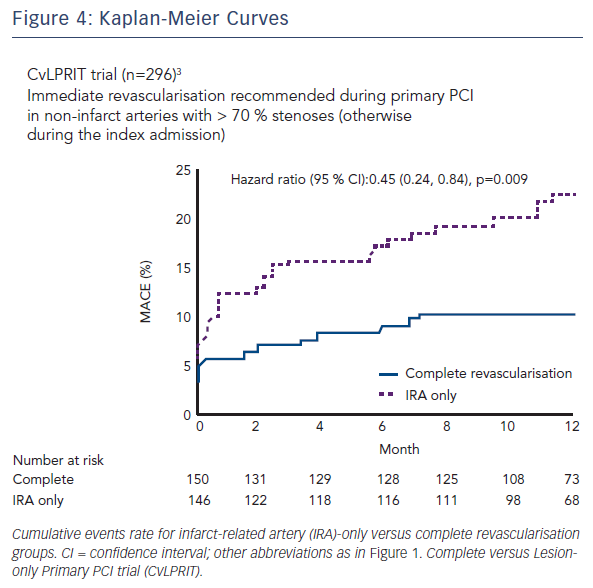 Figure 4: Kaplan-Meier Curves
CvLPRIT trial (n=296)³
Immediate revascularisation recommended during primary PCI
in non-infarct arteries with > 70 % stenoses (otherwise
during the index admission)
25
Hazard ratio (95 % CI):0.45 (0.24, 0.84), p=0.009
20
15
MACE (%)
10
5
Complete revascularisation
IRA only
0
0 2 4 6 8 10 12
Month
Number at risk
Complete 150 131 129 128 125 108 73
IRA only 146 122 118 116 111 98 68
Cumulative events rate for infarct-related artery (IRA)-only versus complete revascularisation
groups. CI = confidence interval; other abbreviations as in Figure 1. Complete versus Lesion-
only Primary PCI trial (CVLPRIT).